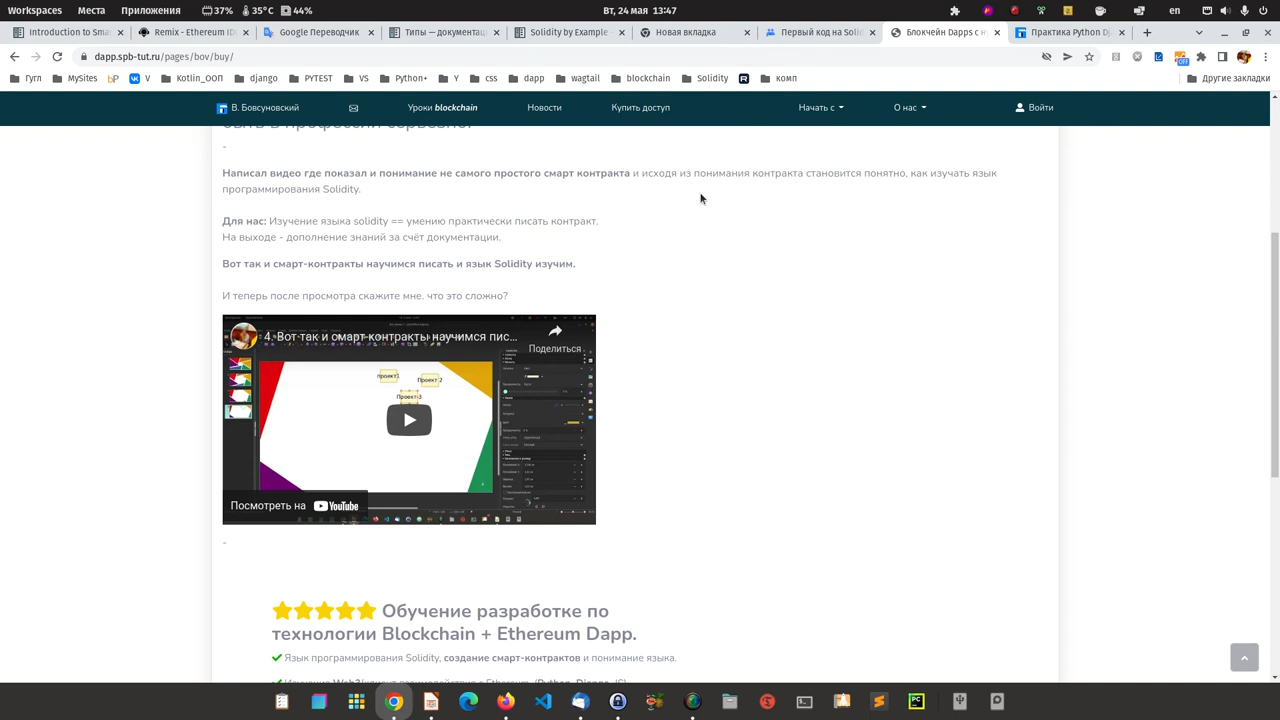 Workspaces Места Приложения 37% 35°C 44% ВТ, 24 мая 13:47 en
Introduction to Sma Remix - Ethereum ID Google Переводчик Типы — документац Solidity by Example Новая вкладка Первый код на Solid Блокчейн Dapps с н Практика Python Dj
dapp.spb-tut.ru/pages/bov/buy/ OFF
Гугл MySites bP V Kotlin_ООП django PYTEST VS Python+ Y css dapp wagtail blockchain Solidity комп Другие закладки
В. Бовсуновский Уроки blockchain Новости Купить доступ Начать с О нас Войти
быть в профессии серьёзно.
-
Написал видео где показал и понимание не самого простого смарт контракта и исходя из понимания контракта становится понятно, как изучать язык
программирования Solidity.
Для нас: Изучение языка solidity == умению практически писать контракт.
На выходе - дополнение знаний за счёт документации.
Вот так и смарт-контракты научимся писать и язык Solidity изучим.
И теперь после просмотра скажите мне. что это сложно?
4. Вот так и смарт-контракты научимся пис...
Поделиться
проект1
Проект 2
Проект-3
Посмотреть на YouTube
-
Обучение разработке по
технологии Blockchain + Ethereum Dapp.
Язык программирования Solidity, создание смарт-контрактов и понимание языка.